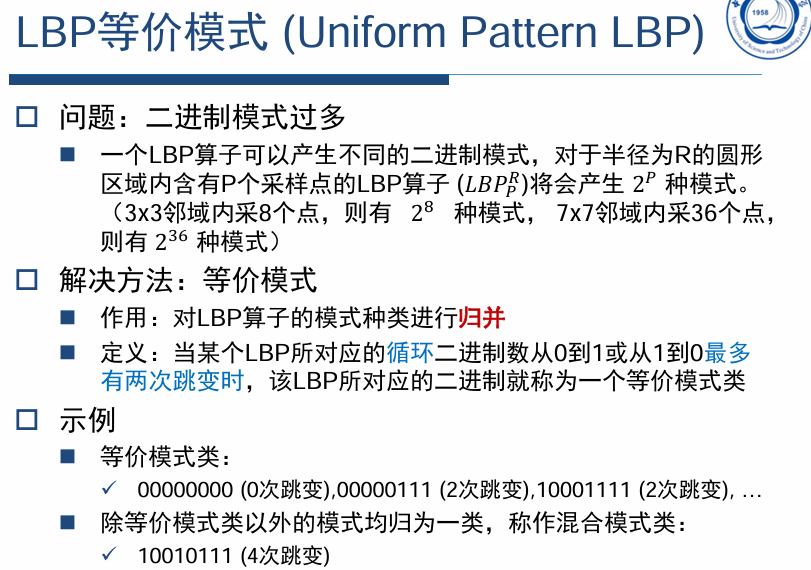 LBP等价模式 (Uniform Pattern LBP)
1958
问题：二进制模式过多
一个LBP算子可以产生不同的二进制模式，对于半径为R的圆形
区域内含有P个采样点的LBP算子 (𝐿𝐵𝑃ᴿₚ)将会产生 2ᴾ 种模式。
（3x3邻域内采8个点，则有 2⁸ 种模式， 7x7邻域内采36个点，
则有 2³⁶ 种模式）
解决方法：等价模式
作用：对LBP算子的模式种类进行归并
定义：当某个LBP所对应的循环二进制数从0到1或从1到0最多
有两次跳变时，该LBP所对应的二进制就称为一个等价模式类
示例
等价模式类：
✓ 00000000 (0次跳变),00000111 (2次跳变),10001111 (2次跳变), …
除等价模式类以外的模式均归为一类，称作混合模式类：
✓ 10010111 (4次跳变)